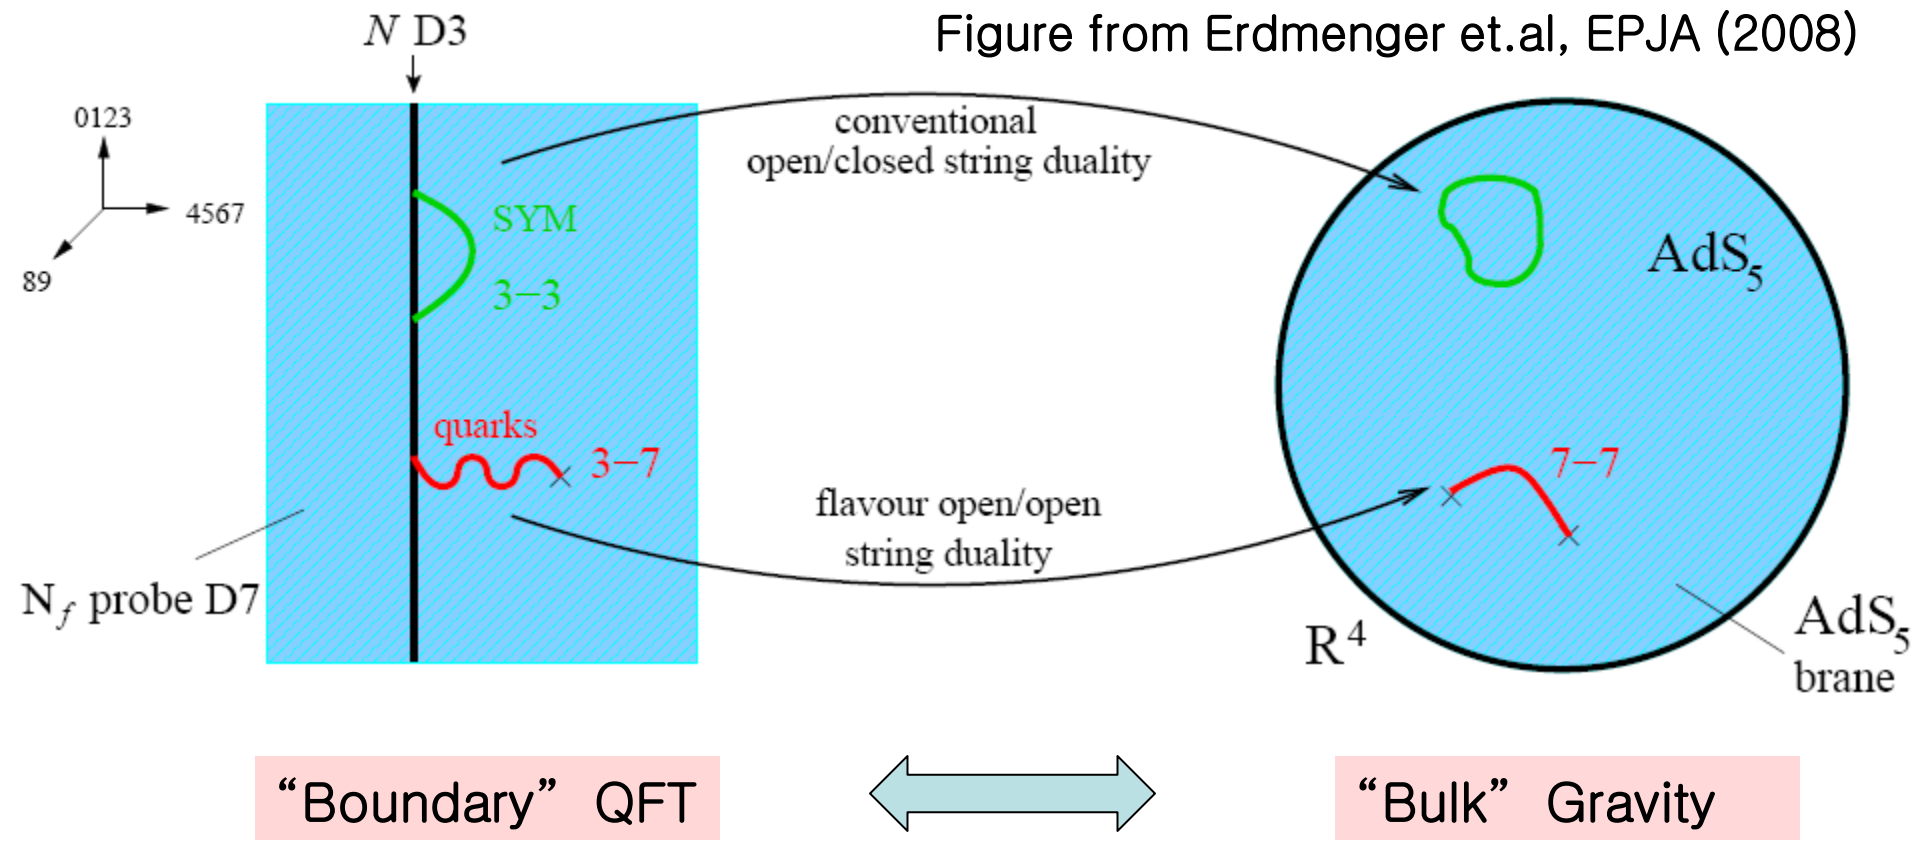 N D3
Figure from Erdmenger et.al, EPJA (2008)
0123
4567
89
conventional
open/closed string duality
SYM
3−3
AdS5
quarks
3−7
7−7
flavour open/open
string duality
Nf probe D7
R4
AdS5
brane
“Boundary” QFT
“Bulk” Gravity